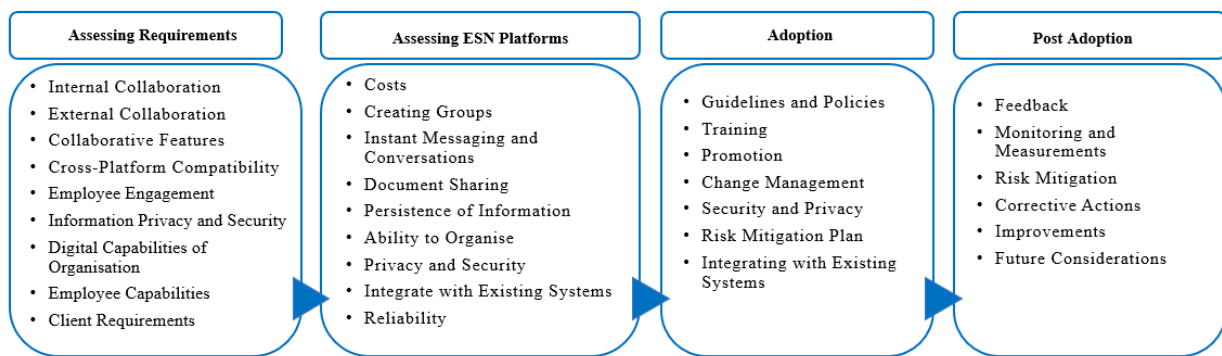 Assessing Requirements
• Internal Collaboration
• External Collaboration
• Collaborative Features
• Cross-Platform Compatibility
• Employee Engagement
• Information Privacy and Security
• Digital Capabilities of
Organisation
• Employee Capabilities
• Client Requirements
Assessing ESN Platforms
• Costs
• Creating Groups
• Instant Messaging and
Conversations
• Document Sharing
• Persistence of Information
• Ability to Organise
• Privacy and Security
• Integrate with Existing Systems
• Reliability
Adoption
• Guidelines and Policies
• Training
• Promotion
• Change Management
• Security and Privacy
• Risk Mitigation Plan
• Integrating with Existing
Systems
Post Adoption
• Feedback
• Monitoring and
Measurements
• Risk Mitigation
• Corrective Actions
• Improvements
• Future Considerations